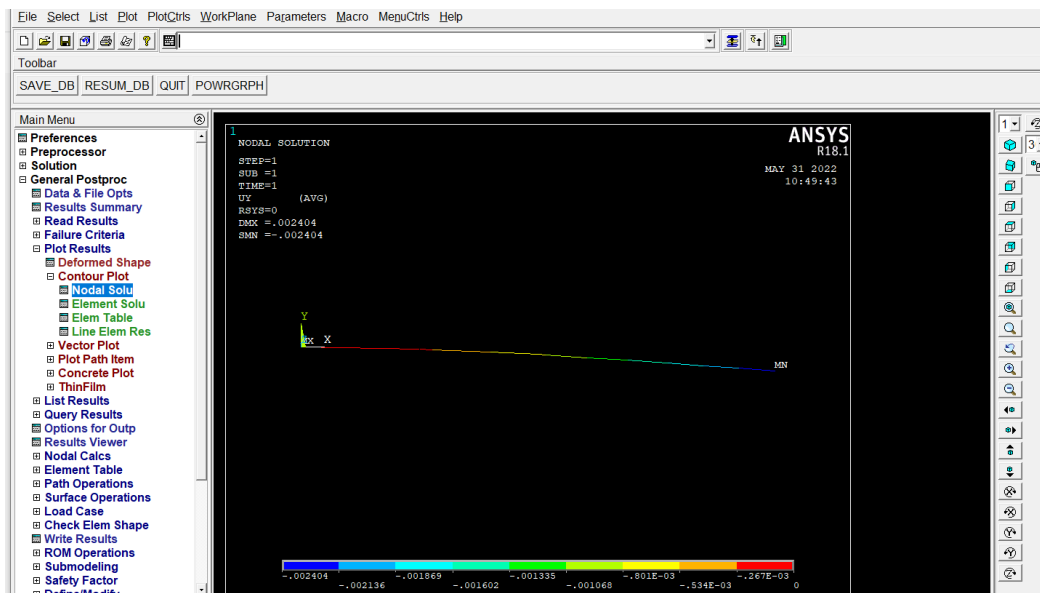 File Select List Plot PlotCtrls WorkPlane Parameters Macro MenuCtrls Help
Toolbar
SAVE_DB RESUM_DB QUIT POWRGRPH
Main Menu
Preferences
Preprocessor
Solution
General Postproc
Data & File Opts
Results Summary
Read Results
Failure Criteria
Plot Results
Deformed Shape
Contour Plot
Nodal Solu
Element Solu
Elem Table
Line Elem Res
Vector Plot
Plot Path Item
Concrete Plot
ThinFilm
List Results
Query Results
Options for Outp
Results Viewer
Nodal Calcs
Element Table
Path Operations
Surface Operations
Load Case
Check Elem Shape
Write Results
ROM Operations
Submodeling
Safety Factor
Define/Modify
1
NODAL SOLUTION
STEP=1
SUB =1
TIME=1
UY (AVG)
RSYS=0
DMX =.002404
SMN =-.002404
ANSYS
R18.1
MAY 31 2022
10:49:43
Y
MX X
MN
-.002404 -.001869 -.001335 -.801E-03 -.267E-03
-.002136 -.001602 -.001068 -.534E-03 0
1
3